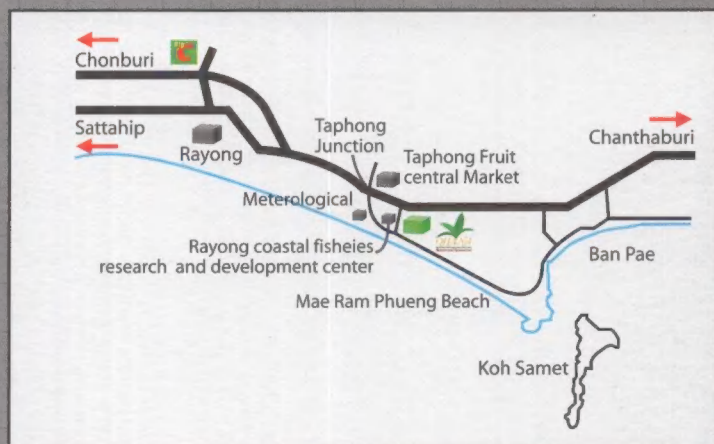 Chonburi
Sattahip
Rayong
Taphong
Junction
Taphong Fruit
central Market
Chanthaburi
Meterological
Rayong coastal fisheies
research and development center
Ban Pae
Mae Ram Phueng Beach
Koh Samet